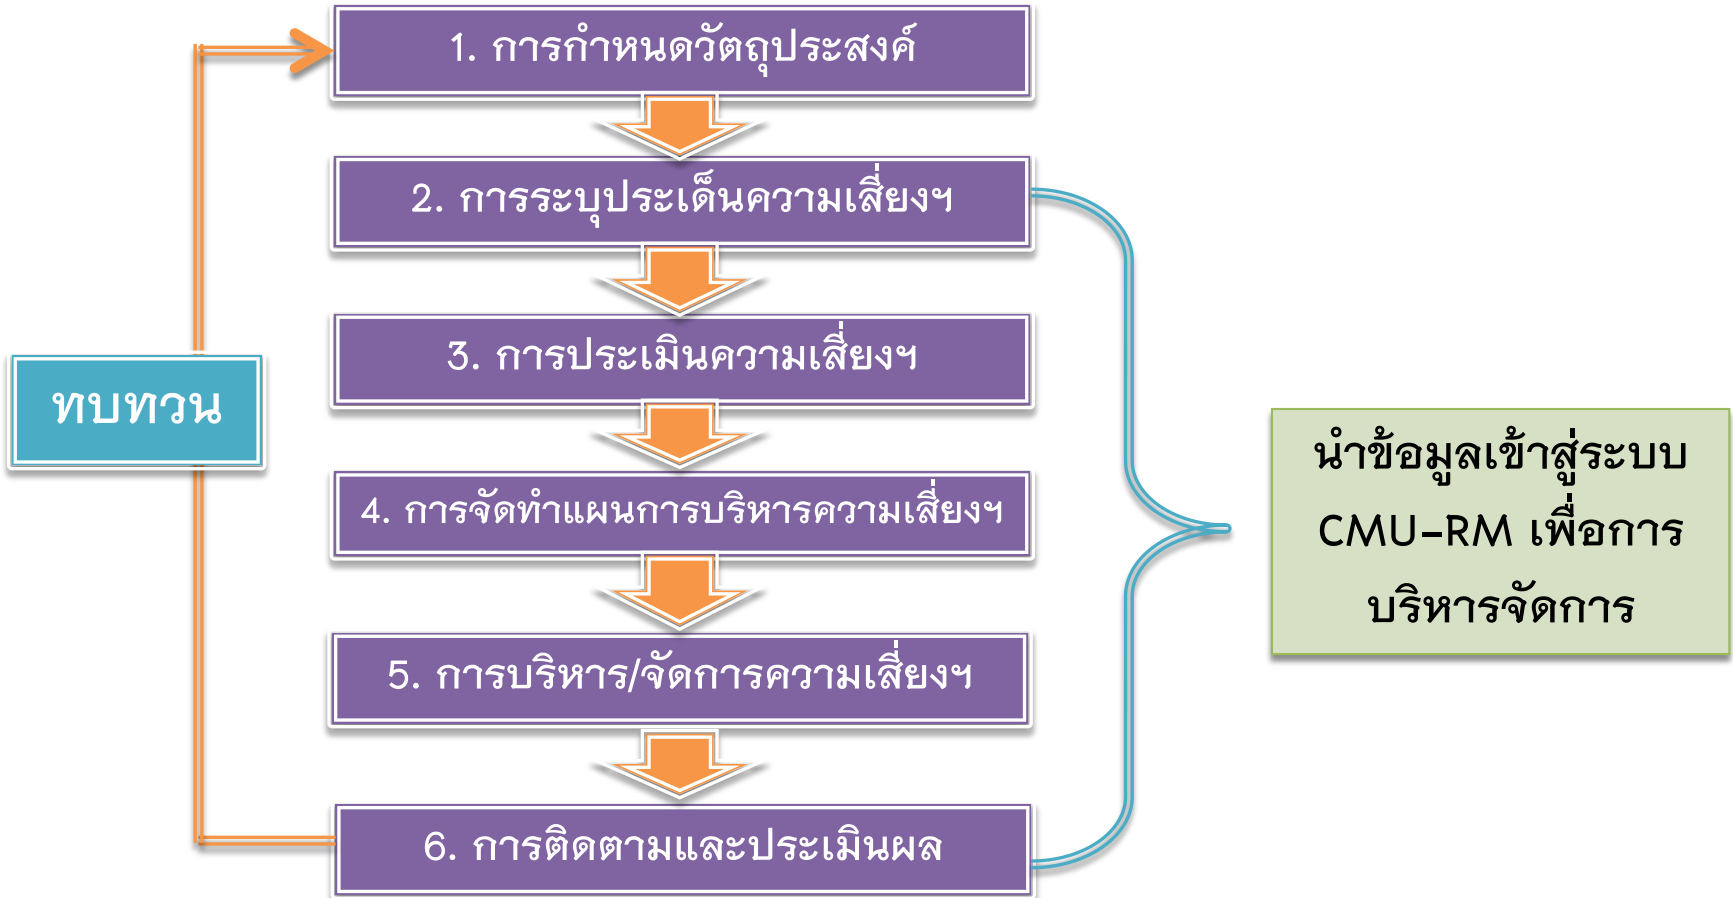 1. การกำหนดวัตถุประสงค์
2. การระบุประเด็นความเสี่ยงฯ
3. การประเมินความเสี่ยงฯ
ทบทวน
4. การจัดทำแผนการบริหารความเสี่ยงฯ
5. การบริหาร/จัดการความเสี่ยงฯ
6. การติดตามและประเมินผล
นำข้อมูลเข้าสู่ระบบ
CMU-RM เพื่อการ
บริหารจัดการ